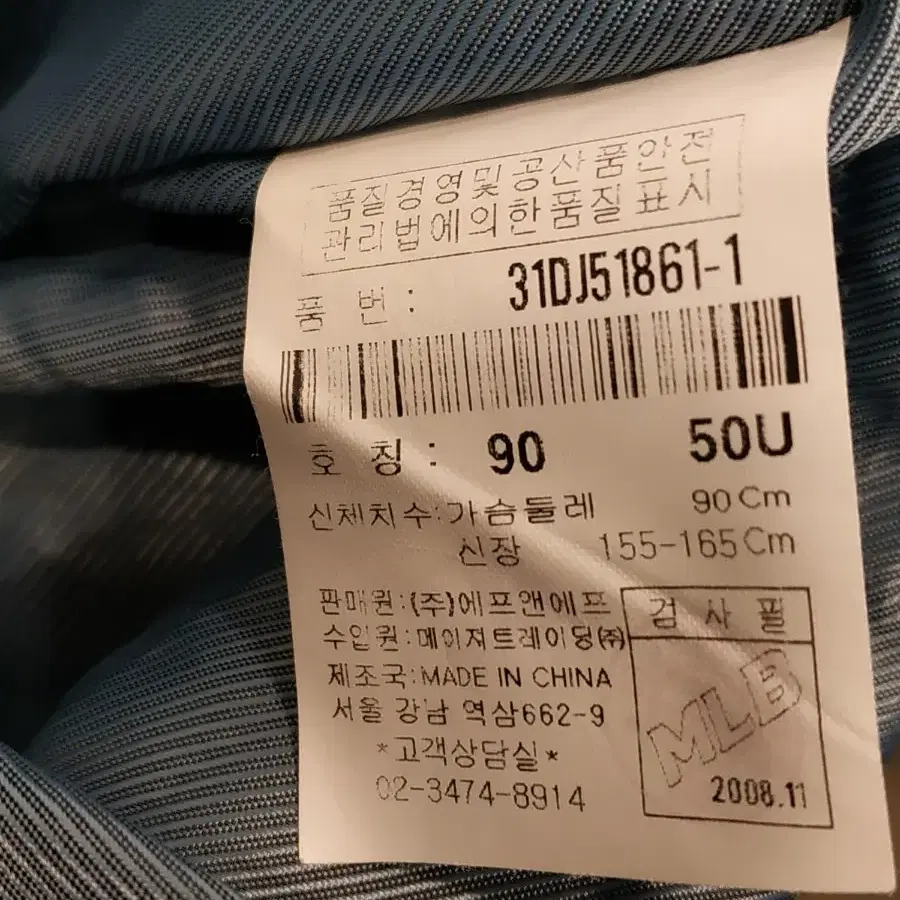 품질경영및공산품안전
관리법에의한품질표시
품 번 : 31DJ51861-1
호 칭 : 90 50U
신체치수:가슴둘레 90Cm
신장 155-165Cm
판매원:(주)에프앤에프
수입원:메이져트레이딩㈜
제조국:MADE IN CHINA
서울 강남 역삼662-9
*고객상담실*
02-3474-8914
검 사 필
MLB
2008.11